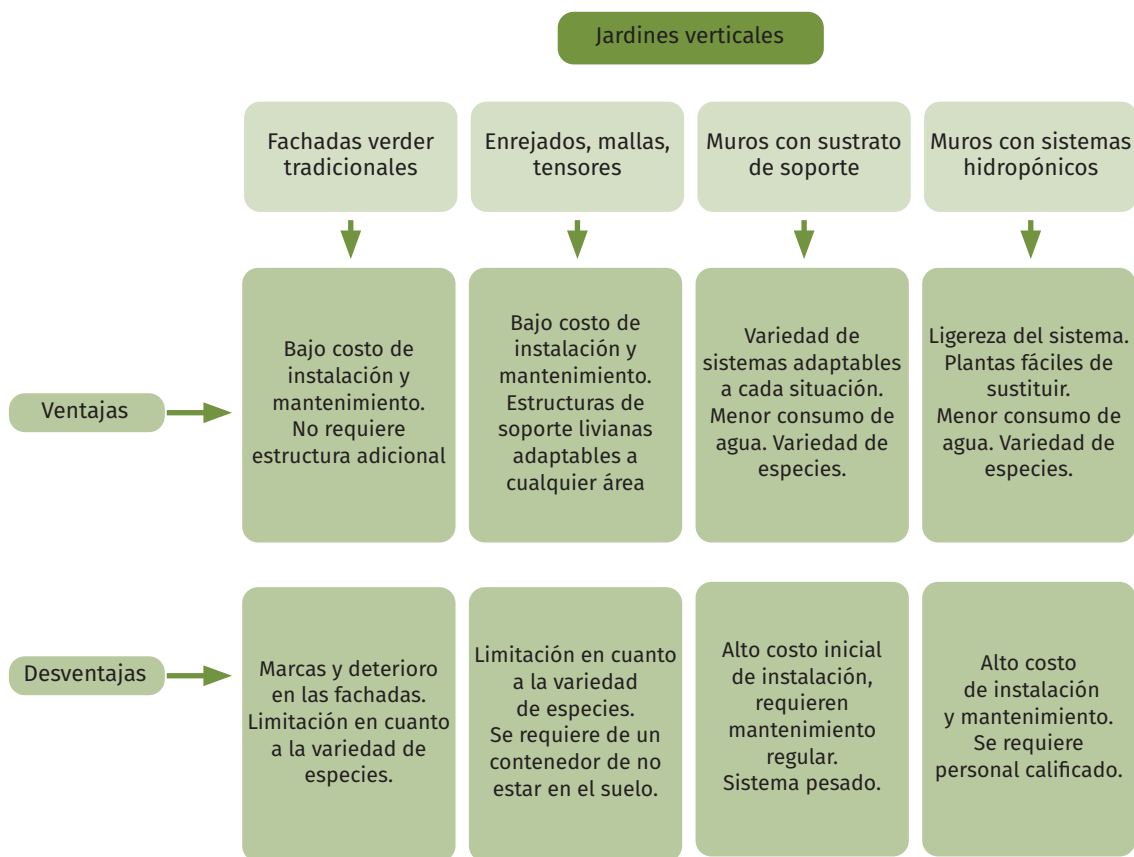 Jardines verticales
Fachadas verder
tradicionales
Enrejados, mallas,
tensores
Muros con sustrato
de soporte
Muros con sistemas
hidropónicos
Ventajas
Bajo costo de
instalación y
mantenimiento.
No requiere
estructura adicional
Bajo costo de
instalación y
mantenimiento.
Estructuras de
soporte livianas
adaptables a
cualquier área
Variedad de
sistemas adaptables
a cada situación.
Menor consumo de
agua. Variedad de
especies.
Ligereza del sistema.
Plantas fáciles de
sustituir.
Menor consumo de
agua. Variedad de
especies.
Desventajas
Marcas y deterioro
en las fachadas.
Limitación en cuanto
a la variedad de
especies.
Limitación en cuanto
a la variedad
de especies.
Se requiere de un
contenedor de no
estar en el suelo.
Alto costo inicial
de instalación,
requieren
mantenimiento
regular.
Sistema pesado.
Alto costo
de instalación
y mantenimiento.
Se requiere
personal calificado.